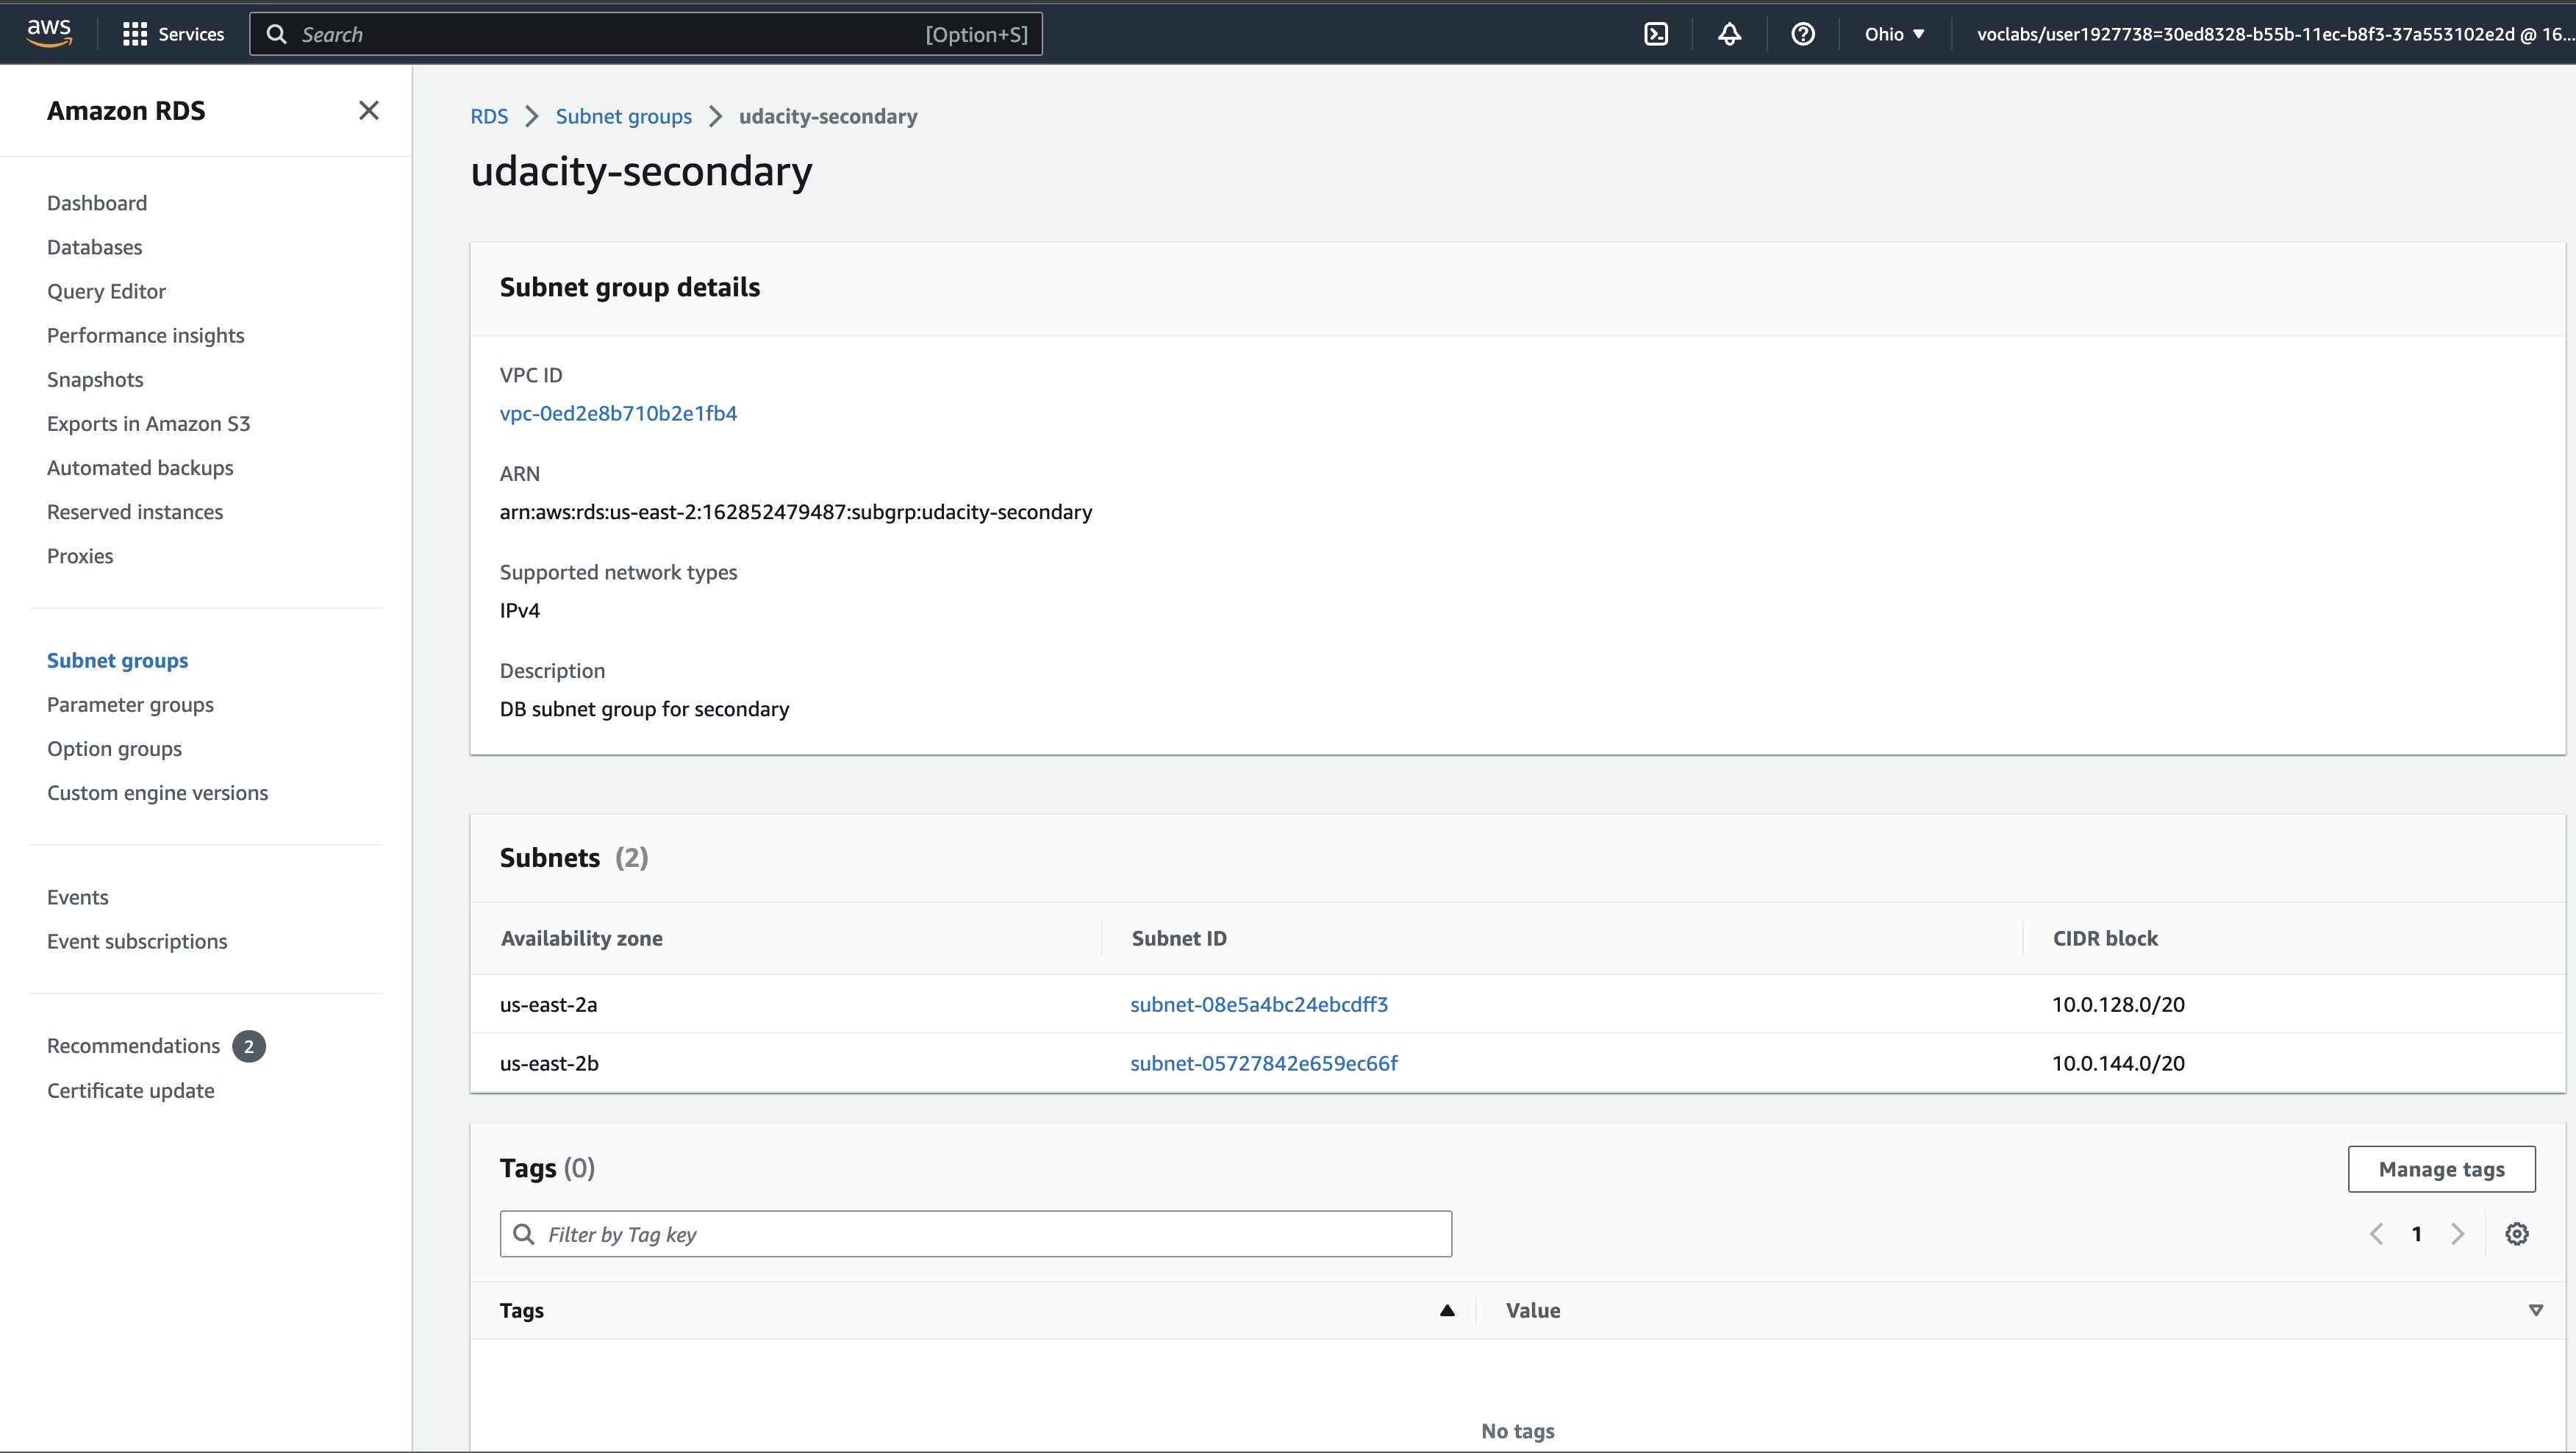 aws
Services
Search
[Option+S]
Ohio
voclabs/user1927738=30ed8328-b55b-11ec-b8f3-37a553102e2d @ 16...
Amazon RDS
Dashboard
Databases
Query Editor
Performance insights
Snapshots
Exports in Amazon S3
Automated backups
Reserved instances
Proxies
Subnet groups
Parameter groups
Option groups
Custom engine versions
Events
Event subscriptions
Recommendations 2
Certificate update
RDS > Subnet groups > udacity-secondary
udacity-secondary
Subnet group details
VPC ID
vpc-0ed2e8b710b2e1fb4
ARN
arn:aws:rds:us-east-2:162852479487:subgrp:udacity-secondary
Supported network types
IPv4
Description
DB subnet group for secondary
Subnets (2)
Availability zone Subnet ID CIDR block
us-east-2a subnet-08e5a4bc24ebcdff3 10.0.128.0/20
us-east-2b subnet-05727842e659ec66f 10.0.144.0/20
Tags (0)
Manage tags
Filter by Tag key
1
Tags Value
No tags